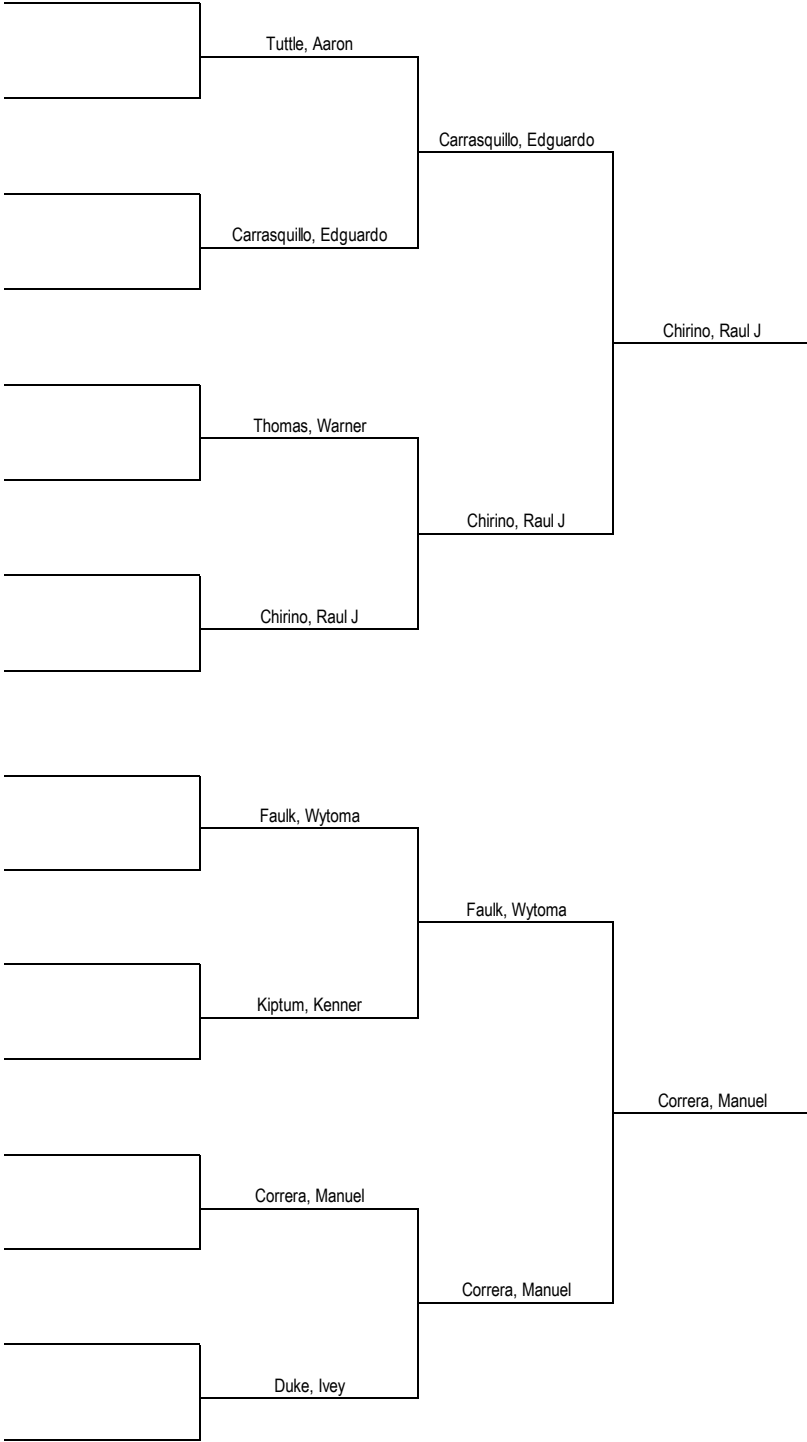 Tuttle, Aaron
Carrasquillo, Edguardo
Carrasquillo, Edguardo
Chirino, Raul J
Thomas, Warner
Chirino, Raul J
Chirino, Raul J
Faulk, Wytoma
Faulk, Wytoma
Kiptum, Kenner
Correra, Manuel
Correra, Manuel
Correra, Manuel
Duke, Ivey